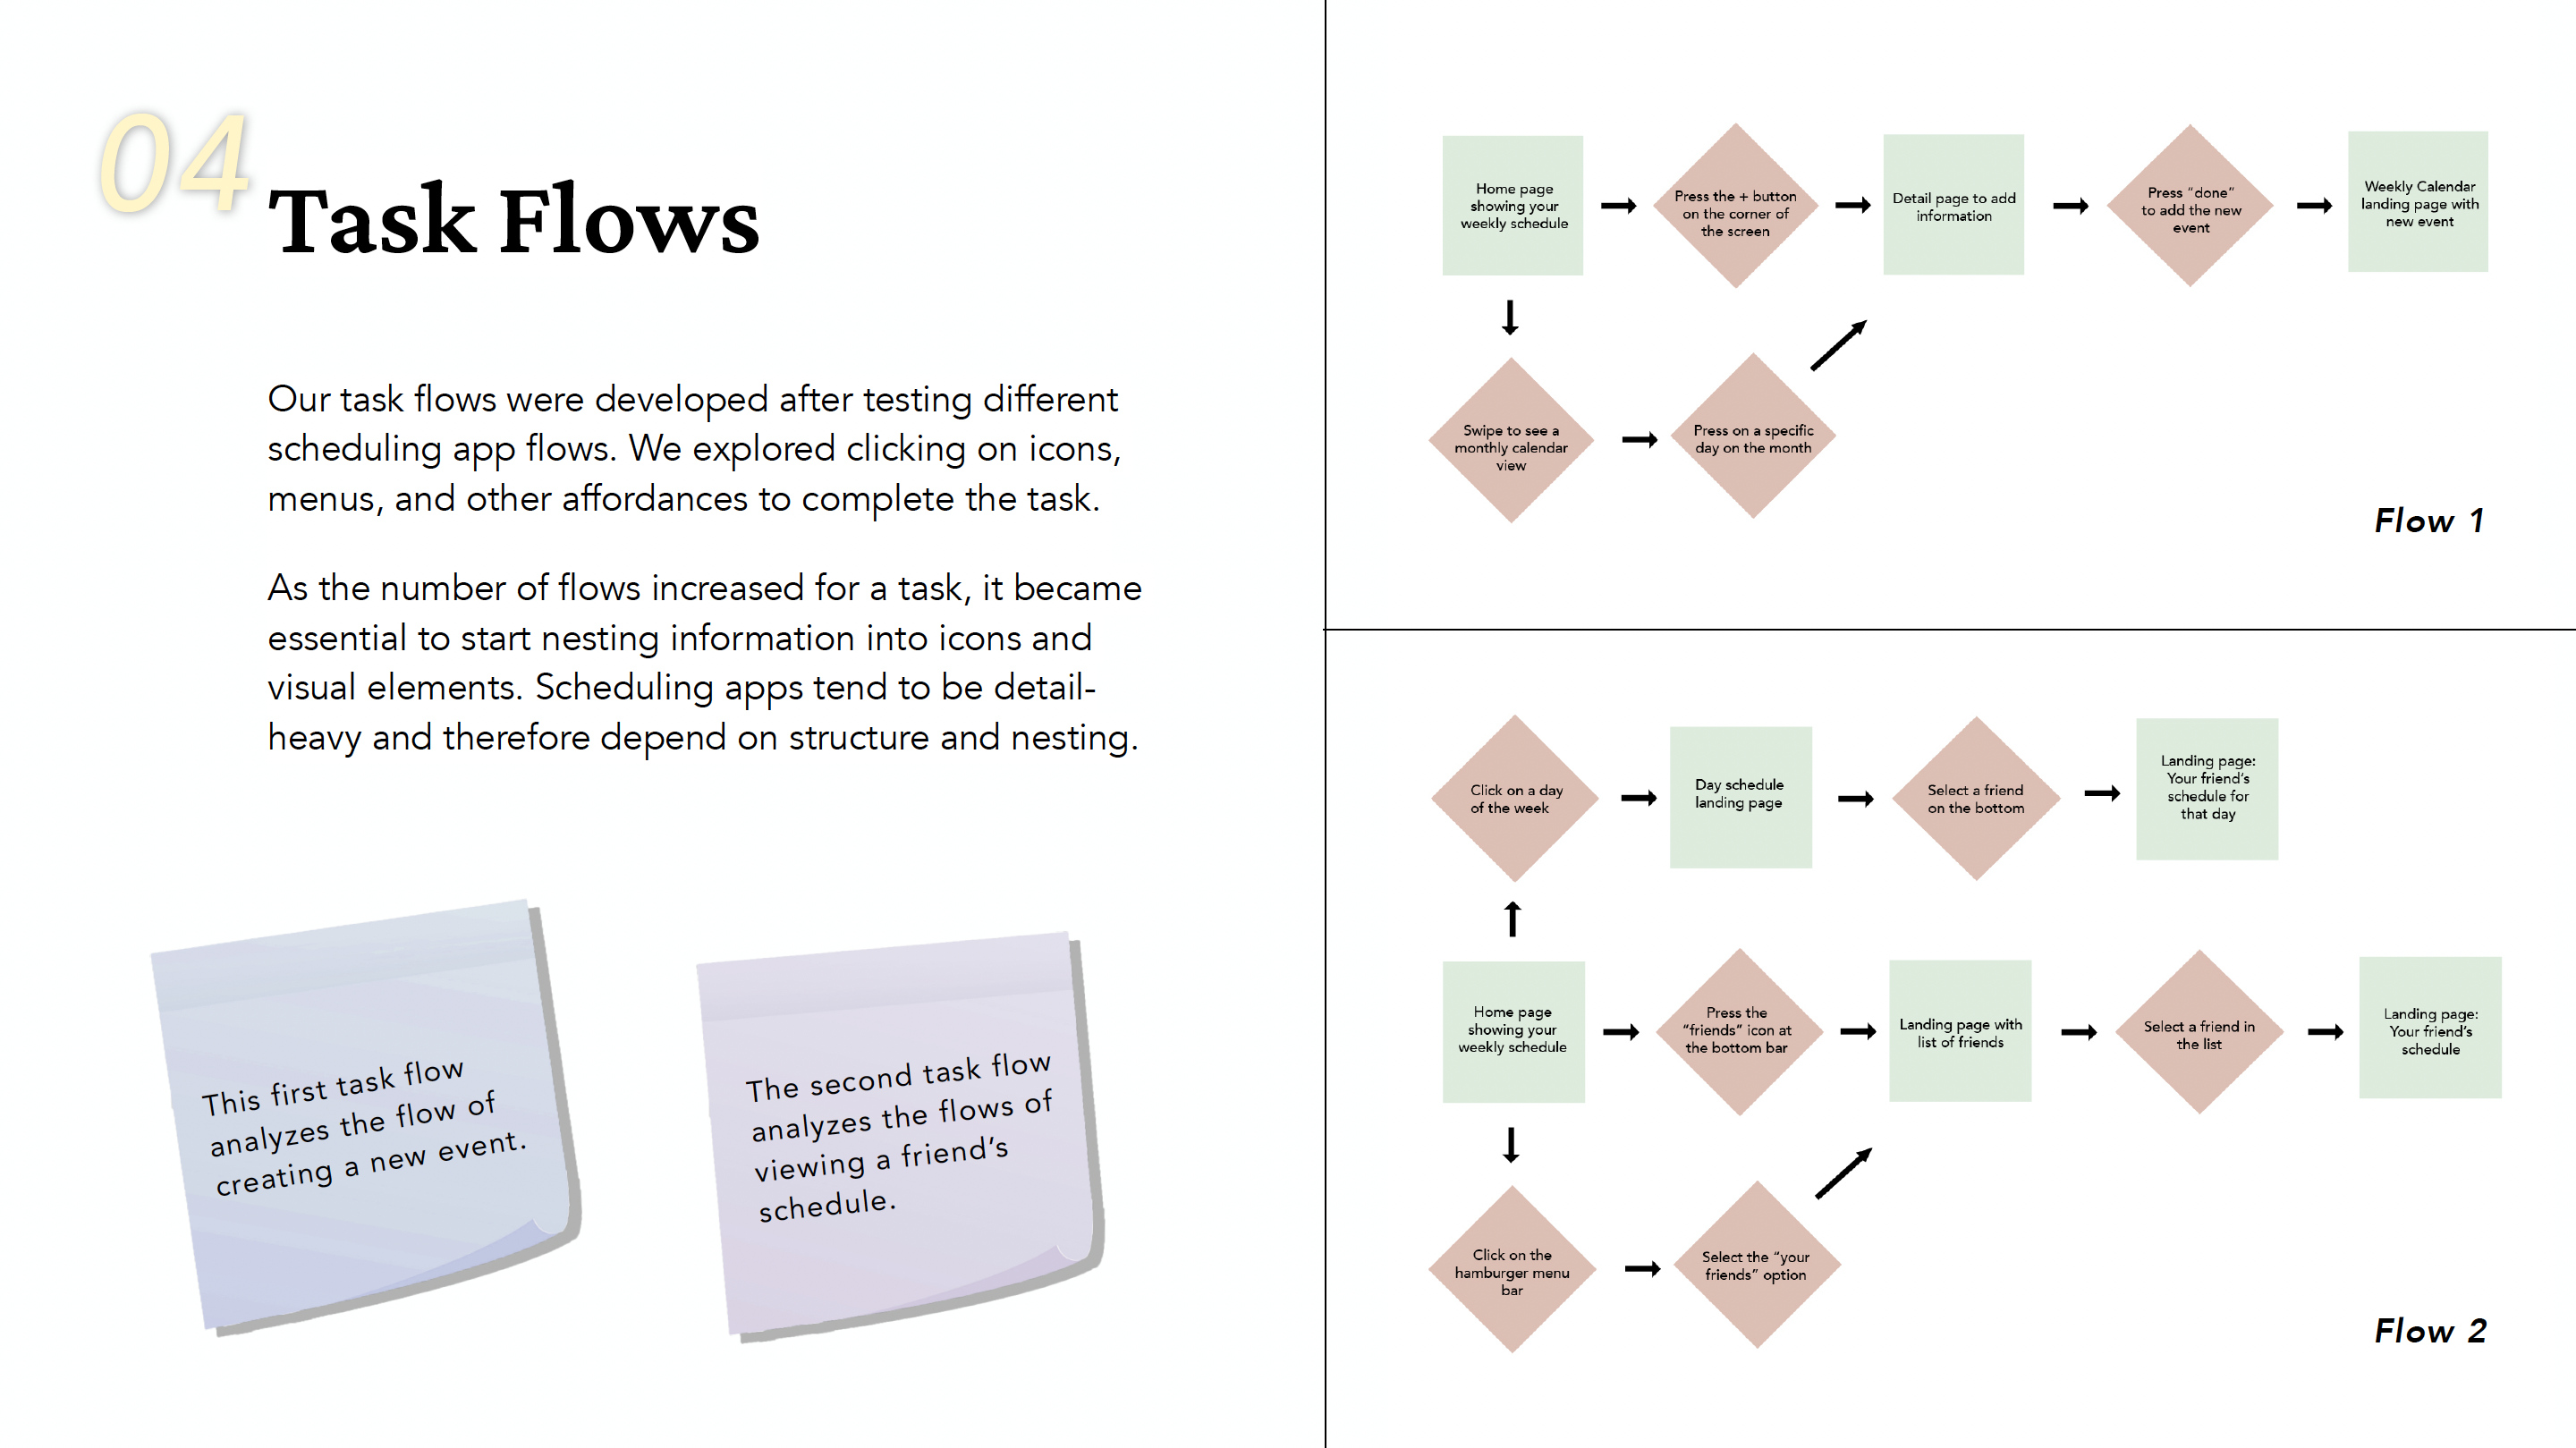 04
Task Flows
Our task flows were developed after testing different
scheduling app flows. We explored clicking on icons,
menus, and other affordances to complete the task.
As the number of flows increased for a task, it became
essential to start nesting information into icons and
visual elements. Scheduling apps tend to be detail-
heavy and therefore depend on structure and nesting.
This first task flow
analyzes the flow of
creating a new event.
The second task flow
analyzes the flows of
viewing a friend’s
schedule.
Home page
showing your
weekly schedule
Press the + button
on the corner of
the screen
Detail page to add
information
Press “done”
to add the new
event
Weekly Calendar
landing page with
new event
Swipe to see a
monthly calendar
view
Press on a specific
day on the month
Flow 1
Click on a day
of the week
Day schedule
landing page
Select a friend
on the bottom
Landing page:
Your friend’s
schedule for
that day
Home page
showing your
weekly schedule
Press the
“friends” icon at
the bottom bar
Landing page with
list of friends
Select a friend in
the list
Landing page:
Your friend’s
schedule
Click on the
hamburger menu
bar
Select the “your
friends” option
Flow 2